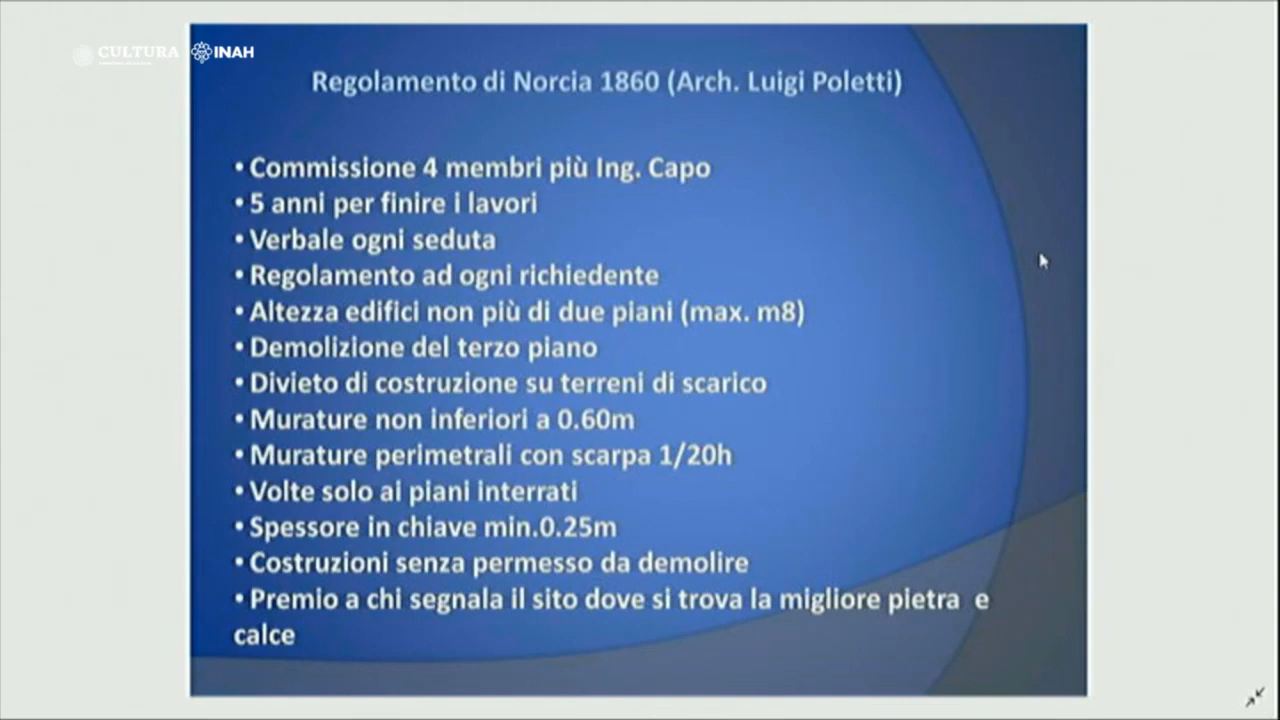 CULTURA
INAH
Regolamento di Norcia 1860 (Arch. Luigi Poletti)
• Commissione 4 membri più Ing. Capo
• 5 anni per finire i lavori
• Verbale ogni seduta
• Regolamento ad ogni richiedente
• Altezza edifici non più di due piani (max. m8)
• Demolizione del terzo piano
• Divieto di costruzione su terreni di scarico
• Murature non inferiori a 0.60m
• Murature perimetrali con scarpa 1/20h
• Volte solo ai piani interrati
• Spessore in chiave min.0.25m
• Costruzioni senza permesso da demolire
• Premio a chi segnala il sito dove si trova la migliore pietra e
calce